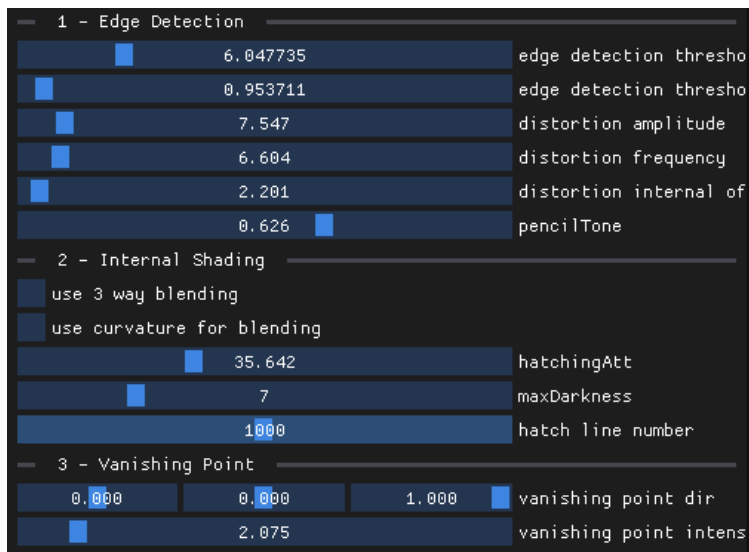 1 - Edge Detection
6.047735 edge detection thresho
0.953711 edge detection thresho
7.547 distortion amplitude
6.604 distortion frequency
2.201 distortion internal of
0.626 pencilTone
2 - Internal Shading
use 3 way blending
use curvature for blending
35.642 hatchingAtt
7 maxDarkness
1000 hatch line number
3 - Vanishing Point
0.000 0.000 1.000 vanishing point dir
2.075 vanishing point intens